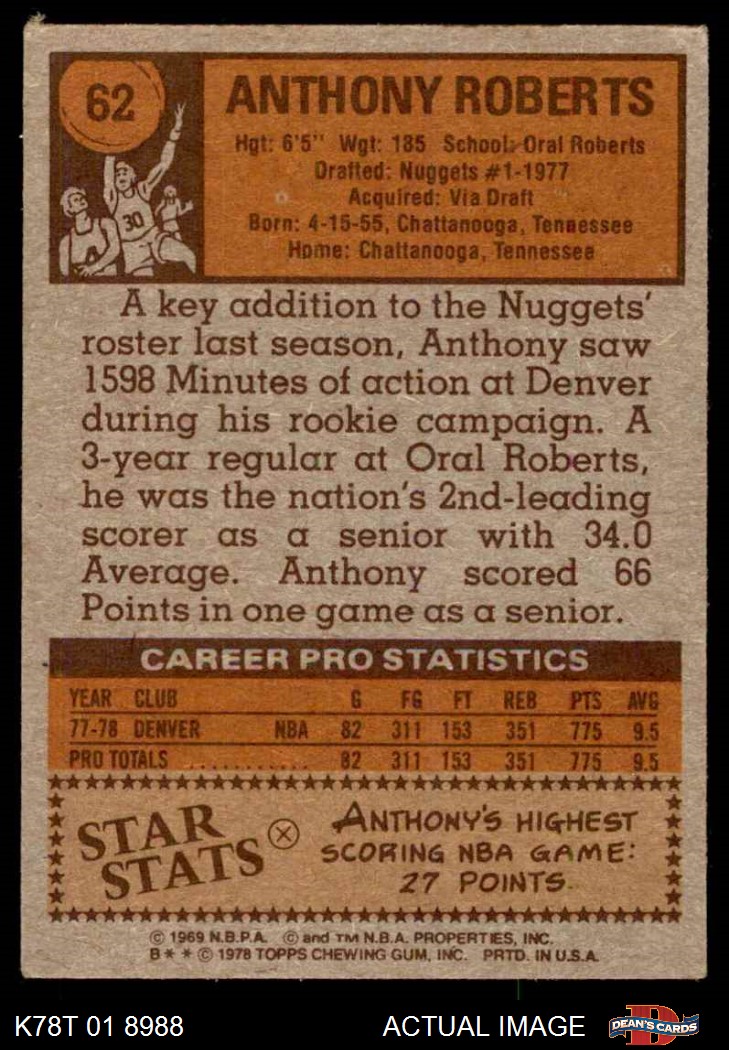 62
ANTHONY ROBERTS
Hgt: 6'5" Wgt: 185 School: Oral Roberts
Drafted: Nuggets #1-1977
Acquired: Via Draft
Born: 4-15-55, Chattanooga, Tennessee
Home: Chattanooga, Tennessee
30
A key addition to the Nuggets'
roster last season, Anthony saw
1598 Minutes of action at Denver
during his rookie campaign. A
3-year regular at Oral Roberts,
he was the nation's 2nd-leading
scorer as a senior with 34.0
Average. Anthony scored 66
Points in one game as a senior.
CAREER PRO STATISTICS
YEAR CLUB G FG FT REB PTS AVG
77-78 DENVER NBA 82 311 153 351 775 9.5
PRO TOTALS ........... 82 311 153 351 775 9.5
STAR STATS
ANTHONY'S HIGHEST
SCORING NBA GAME:
27 POINTS.
© 1969 N.B.P.A. © and TM N.B.A. PROPERTIES, INC.
B* * © 1978 TOPPS CHEWING GUM, INC. PRTD. IN U.S.A.
K78T 01 8988 ACTUAL IMAGE D DEAN'S CARDS